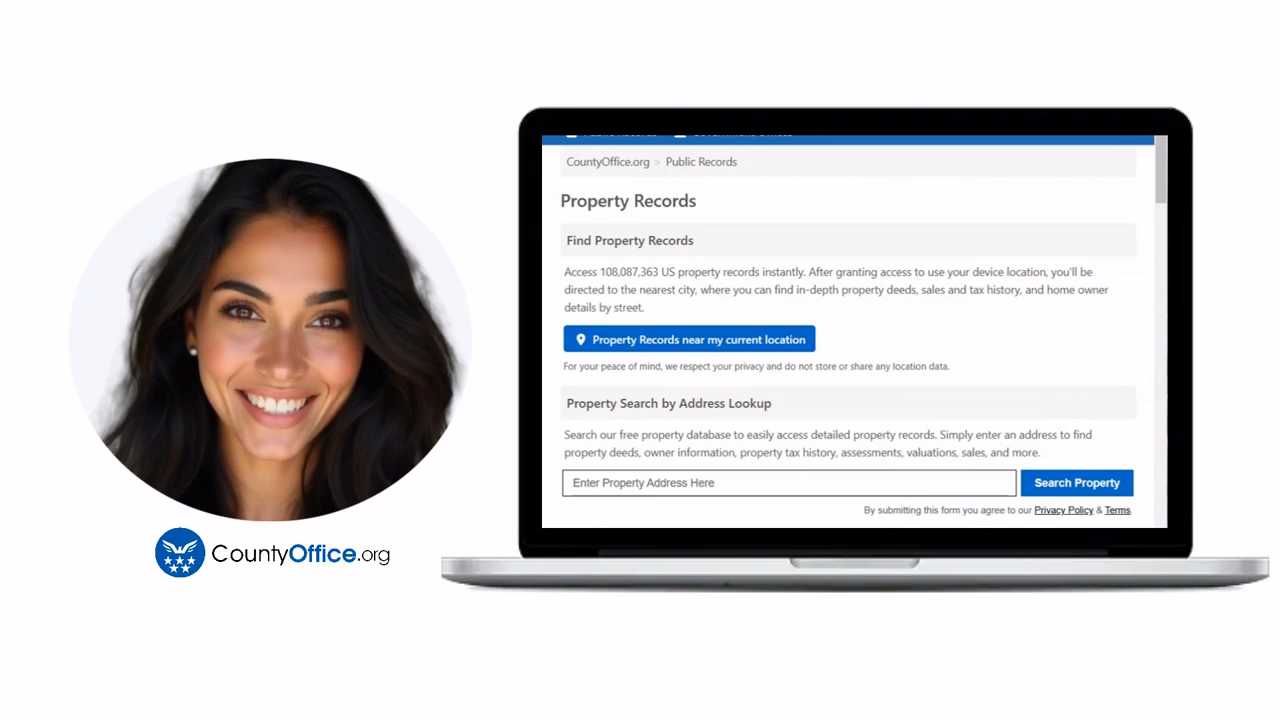 CountyOffice.org > Public Records
Property Records
Find Property Records
Access 108,087,363 US property records instantly. After granting access to use your device location, you'll be
directed to the nearest city, where you can find in-depth property deeds, sales and tax history, and home owner
details by street.
Property Records near my current location
For your peace of mind, we respect your privacy and do not store or share any location data.
Property Search by Address Lookup
Search our free property database to easily access detailed property records. Simply enter an address to find
property deeds, owner information, property tax history, assessments, valuations, sales, and more.
Enter Property Address Here
Search Property
By submitting this form you agree to our Privacy Policy & Terms.
CountyOffice.org